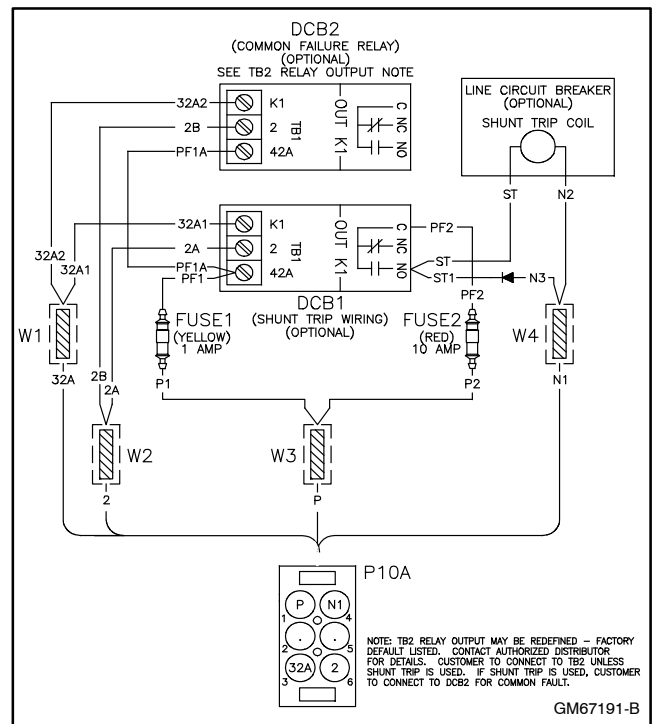 DCB2
(COMMON FAILURE RELAY)
(OPTIONAL)
SEE TB2 RELAY OUTPUT NOTE
32A2
K1
2B
2
PF1A
42A
TB1
OUT K1
C
NC
NO
LINE CIRCUIT BREAKER
(OPTIONAL)
SHUNT TRIP COIL
ST
N2
32A1
K1
2A
2
PF1A
PF1
42A
TB1
OUT K1
C
NC
NO
PF2
ST
ST1
N3
DCB1
(SHUNT TRIP WIRING)
(OPTIONAL)
32A2
32A1
PF2
W1
FUSE1
(YELLOW)
1 AMP
FUSE2
(RED)
10 AMP
W4
32A
2B
2A
P1
P2
N1
W2
W3
2
P
P10A
P
N1
1
4
.
.
2
5
32A
2
3
6
NOTE: TB2 RELAY OUTPUT MAY BE REDEFINED – FACTORY
DEFAULT LISTED. CONTACT AUTHORIZED DISTRIBUTOR
FOR DETAILS. CUSTOMER TO CONNECT TO TB2 UNLESS
SHUNT TRIP IS USED. IF SHUNT TRIP IS USED, CUSTOMER
TO CONNECT TO DCB2 FOR COMMON FAULT.
GM67191-B